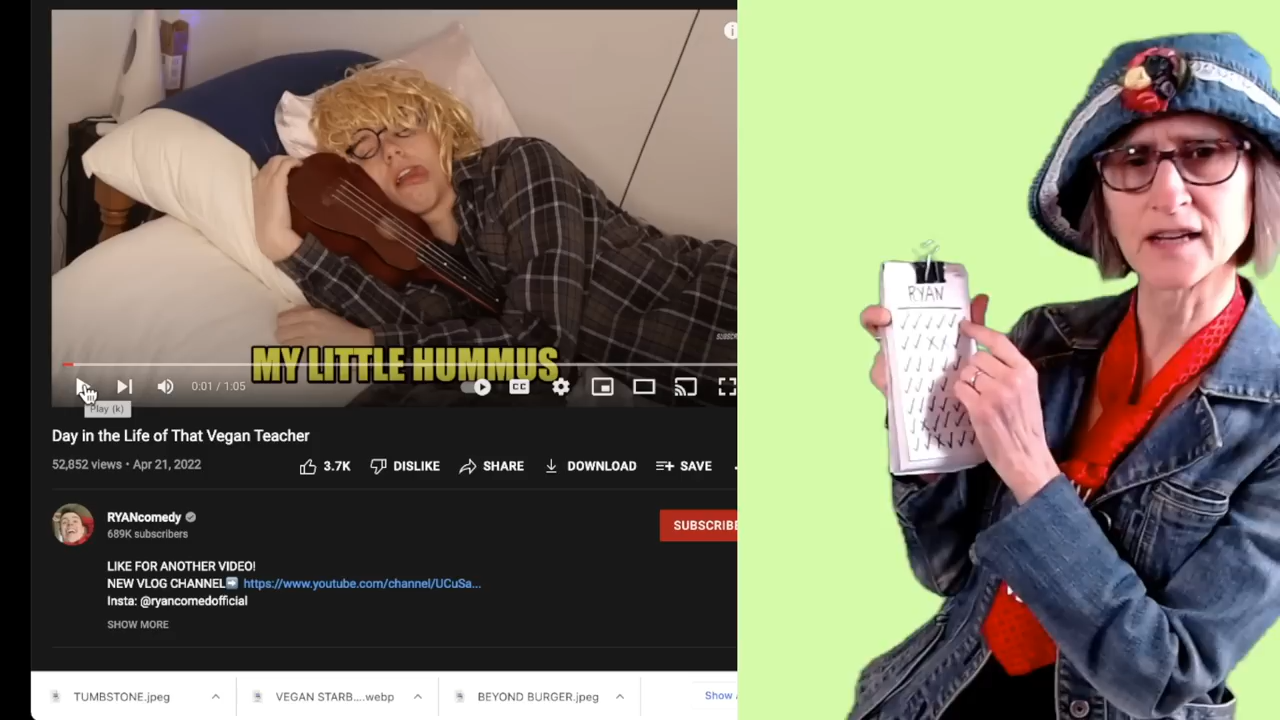 MY LITTLE HUMMUS
SUBSCR
0:01 / 1:05
CC
Play (k)
Day in the Life of That Vegan Teacher
52,852 views • Apr 21, 2022
3.7K
DISLIKE
SHARE
DOWNLOAD
SAVE
RYANcomedy
689K subscribers
SUBSCRIBE
LIKE FOR ANOTHER VIDEO!
NEW VLOG CHANNEL➡ https://www.youtube.com/channel/UCuSa...
Insta: @ryancomedofficial
SHOW MORE
TUMBSTONE.jpeg
VEGAN STARB....webp
BEYOND BURGER.jpeg
Show
RYAN